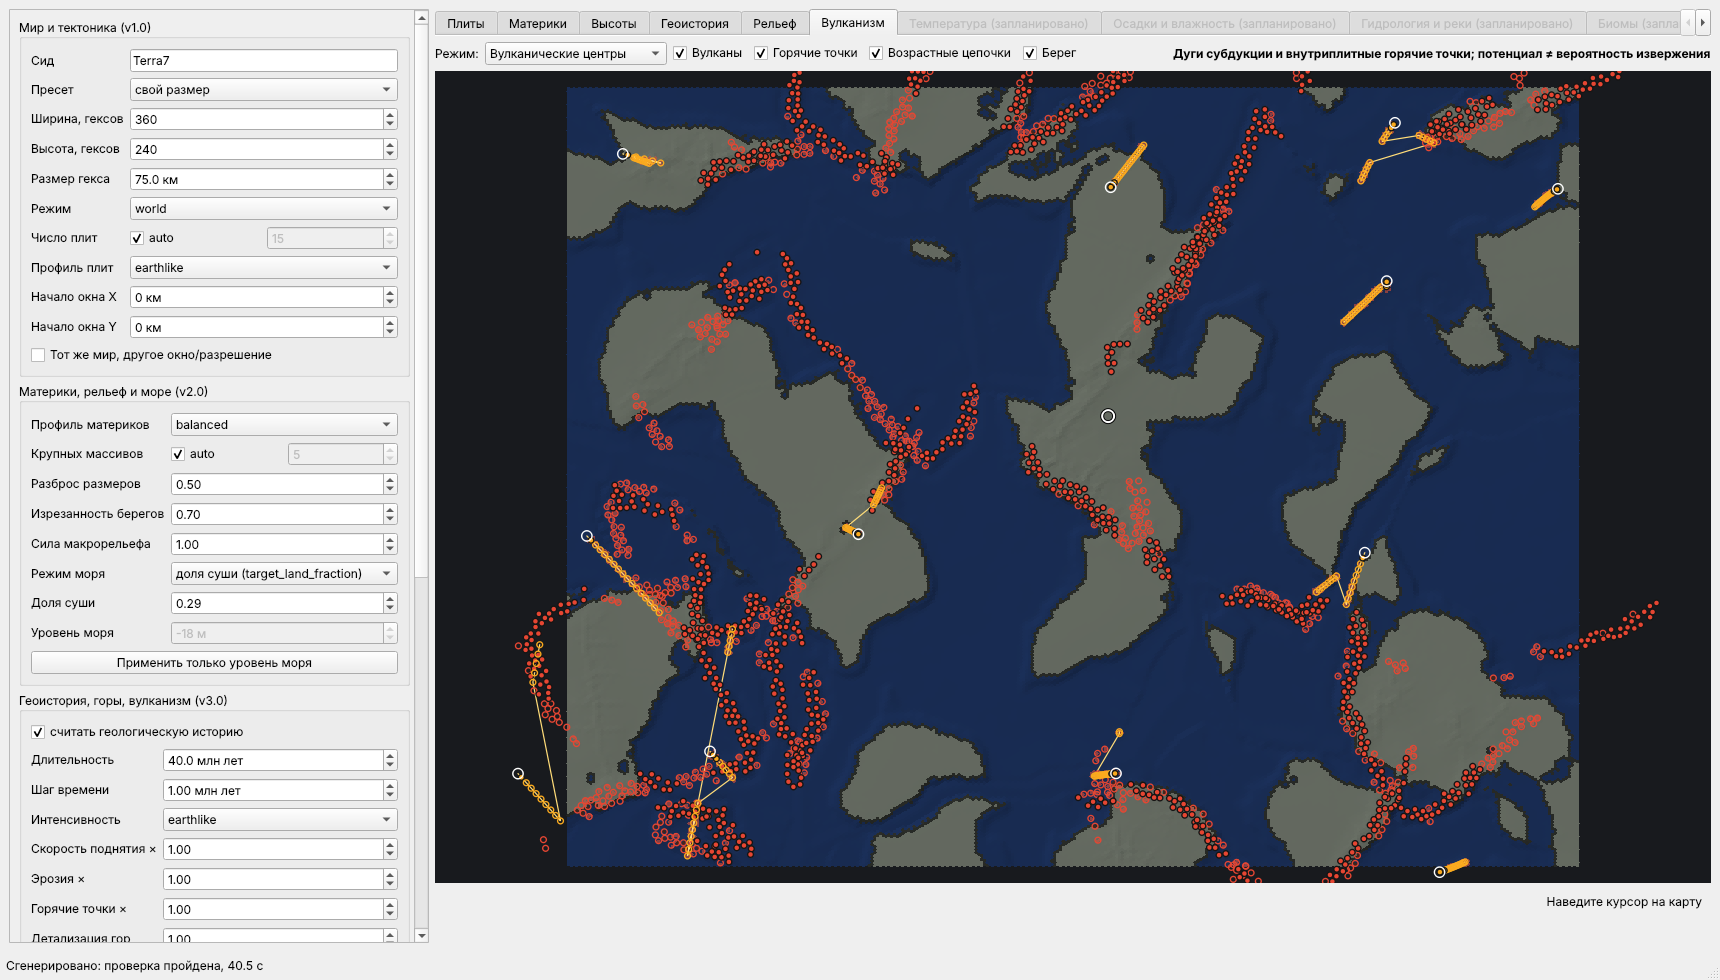 Мир и тектоника (v1.0)
Сид Terra7
Пресет свой размер
Ширина, гексов 360
Высота, гексов 240
Размер гекса 75.0 км
Режим world
Число плит auto 15
Профиль плит earthlike
Начало окна X 0 км
Начало окна Y 0 км
Тот же мир, другое окно/разрешение
Материки, рельеф и море (v2.0)
Профиль материков balanced
Крупных массивов auto 5
Разброс размеров 0.50
Изрезанность берегов 0.70
Сила макрорельефа 1.00
Режим моря доля суши (target_land_fraction)
Доля суши 0.29
Уровень моря -18 м
Применить только уровень моря
Геоистория, горы, вулканизм (v3.0)
считать геологическую историю
Длительность 40.0 млн лет
Шаг времени 1.00 млн лет
Интенсивность earthlike
Скорость поднятия × 1.00
Эрозия × 1.00
Горячие точки × 1.00
Детализация гор 1.00
Плиты Материки Высоты Геоистория Рельеф Вулканизм Температура (запланировано) Осадки и влажность (запланировано) Гидрология и реки (запланировано) Биомы (запла
Режим: Вулканические центры Вулканы Горячие точки Возрастные цепочки Берег Дуги субдукции и внутриплитные горячие точки; потенциал ≠ вероятность извержения
Наведите курсор на карту
Сгенерировано: проверка пройдена, 40.5 с